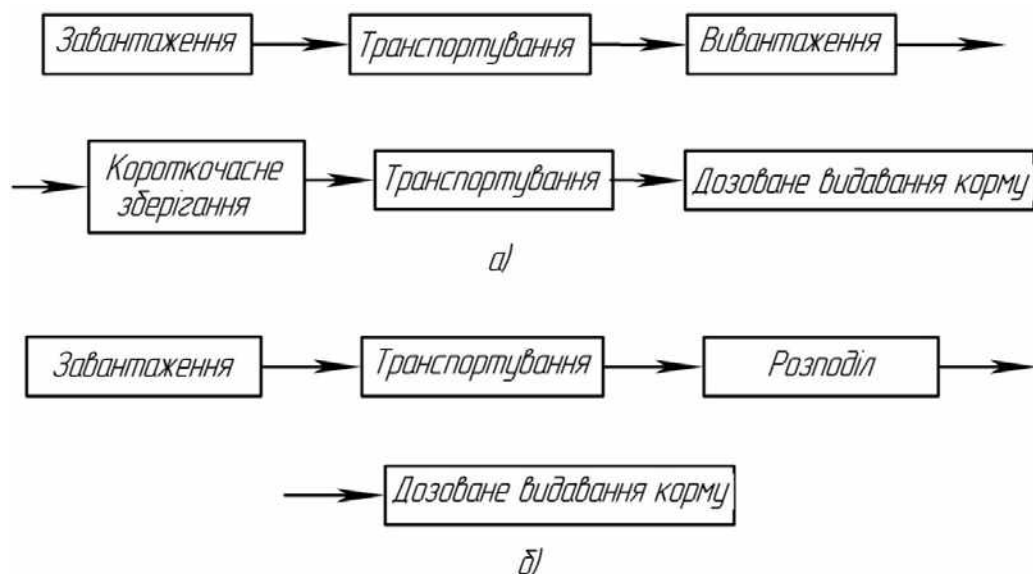 Завантаження
Транспортування
Вивантаження
Короткочасне
зберігання
Транспортування
Дозоване видавання корму
а)
Завантаження
Транспортування
Розподіл
Дозоване видавання корму
б)